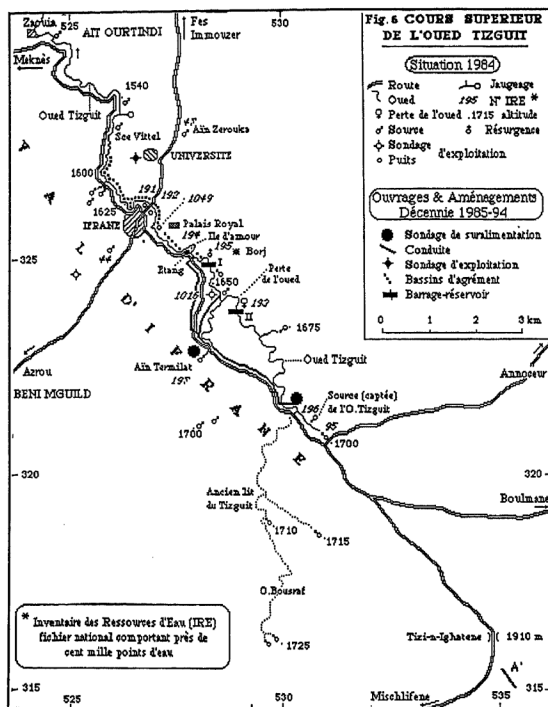 Fig.6 COURS SUPERIEUR
DE L'OUED TIZGUIT
Situation 1984
Route
Jaugeage
Oued
195 N° IRE *
Perte de l'oued
.1715 altitude
Source
Résurgence
Sondage
d'exploitation
Puits
Ouvrages & Aménagements
Décennie 1985-94
Sondage de suralimentation
Conduite
Sondage d'exploitation
Bassins d'agrément
Barrage-réservoir
0 1 2 3 km
525
530
Zaouia
AIT OURTINDI
Fes
Immouzer
Meknès
1540
Oued Tizguit
Sce Vittel
45
Aïn Zerouka
UNIVERSITE
1600
191
192
1049
1625
IFRANE
Palais Royal
194
Ile d'amour
195
Borj
Etang
I
44
325
325
1650
Perte de
l'oued
1016
193
II
1675
Oued Tizguit
Aïn Termilat
Azrou
BENI MGUILD
Annoceur
Source (captée)
de l'O.Tizguit
196
95
1700
1700
D'IFRANE
320
320
Boulmane
Ancien lit
du Tizguit
1710
1715
O.Bousraf
1725
* Inventaire des Ressources d'Eau (IRE)
fichier national comportant près de
cent mille points d'eau
Tizi-n-Ighatene )( 1910 m
A'
315
315
525
530
535
Mischlifene